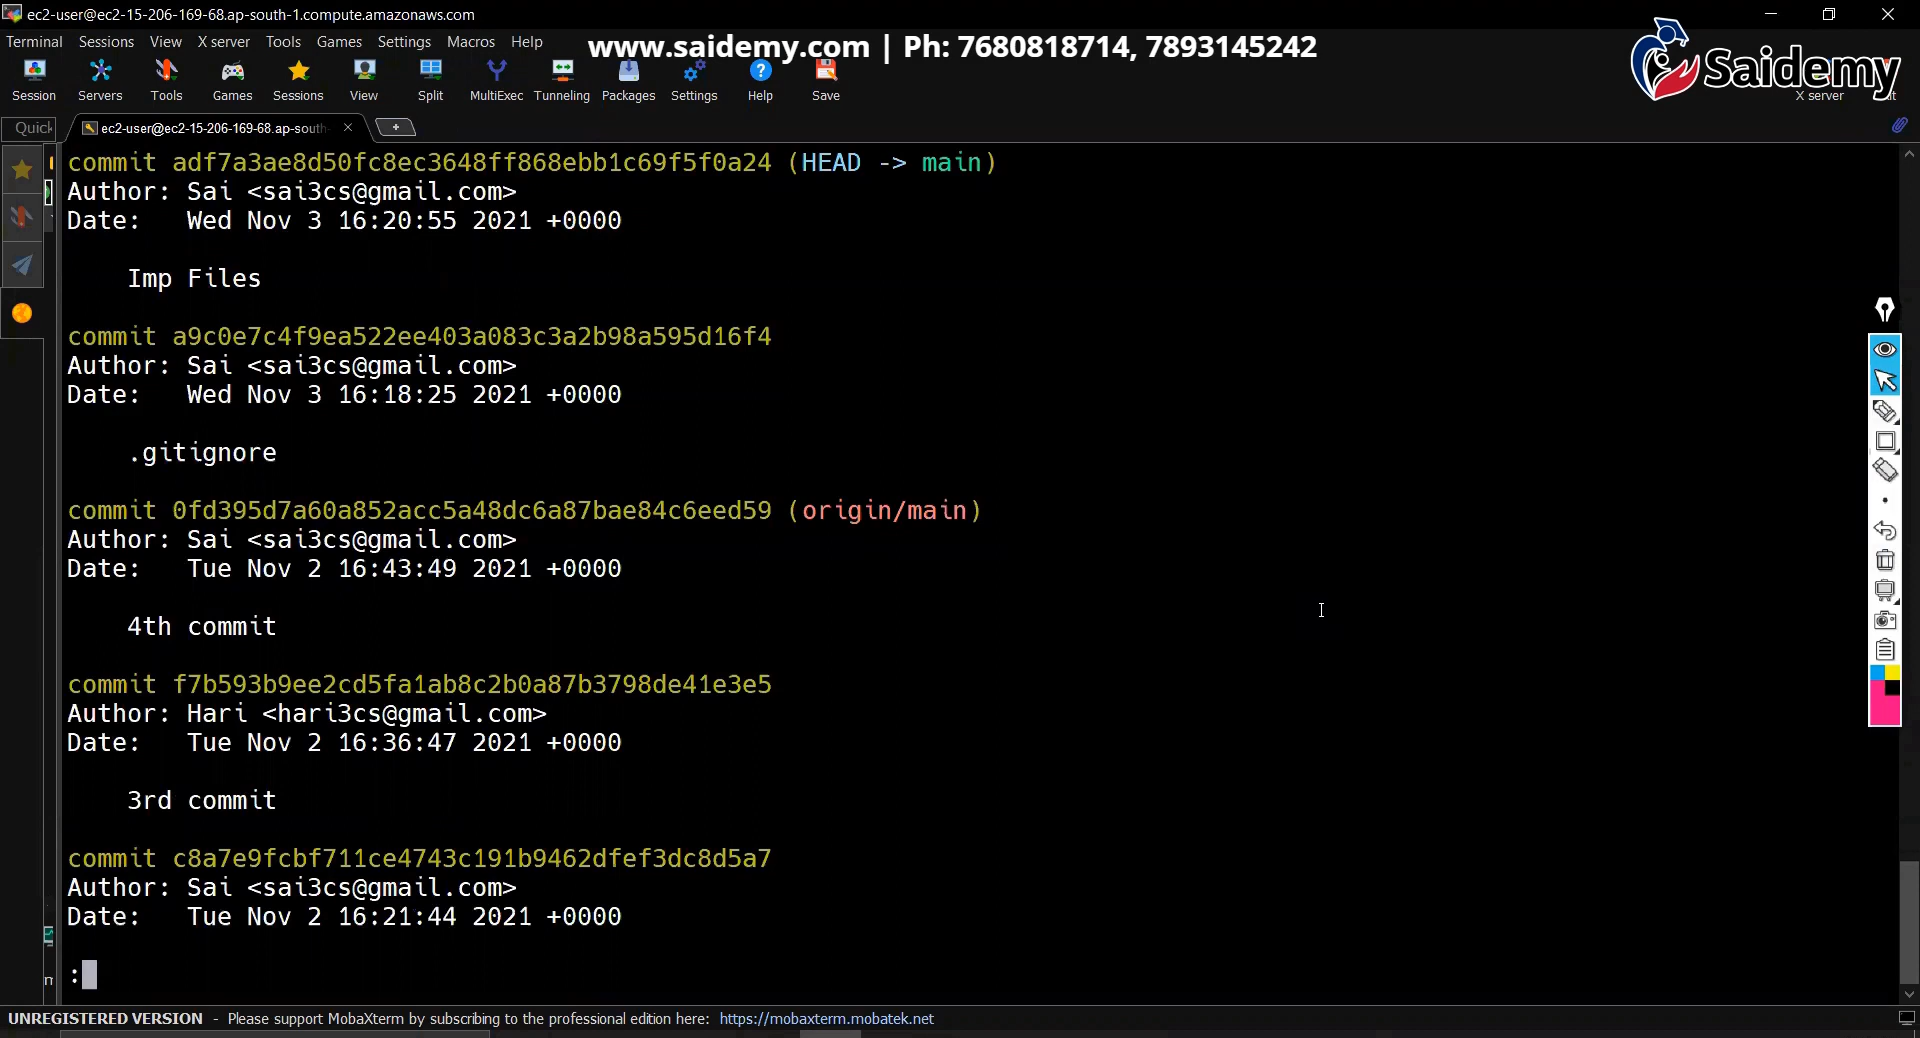 ec2-user@ec2-15-206-169-68.ap-south-1.compute.amazonaws.com
Terminal Sessions View X server Tools Games Settings Macros Help
www.saidemy.com | Ph: 7680818714, 7893145242
Saidemy
Session Servers Tools Games Sessions View Split MultiExec Tunneling Packages Settings Help Save X server
Quick ec2-user@ec2-15-206-169-68.ap-south-
commit adf7a3ae8d50fc8ec3648ff868ebb1c69f5f0a24 (HEAD -> main)
Author: Sai <sai3cs@gmail.com>
Date:   Wed Nov 3 16:20:55 2021 +0000
Imp Files
commit a9c0e7c4f9ea522ee403a083c3a2b98a595d16f4
Author: Sai <sai3cs@gmail.com>
Date:   Wed Nov 3 16:18:25 2021 +0000
.gitignore
commit 0fd395d7a60a852acc5a48dc6a87bae84c6eed59 (origin/main)
Author: Sai <sai3cs@gmail.com>
Date:   Tue Nov 2 16:43:49 2021 +0000
4th commit
commit f7b593b9ee2cd5fa1ab8c2b0a87b3798de41e3e5
Author: Hari <hari3cs@gmail.com>
Date:   Tue Nov 2 16:36:47 2021 +0000
3rd commit
commit c8a7e9fcbf711ce4743c191b9462dfef3dc8d5a7
Author: Sai <sai3cs@gmail.com>
Date:   Tue Nov 2 16:21:44 2021 +0000
:
UNREGISTERED VERSION - Please support MobaXterm by subscribing to the professional edition here: https://mobaxterm.mobatek.net